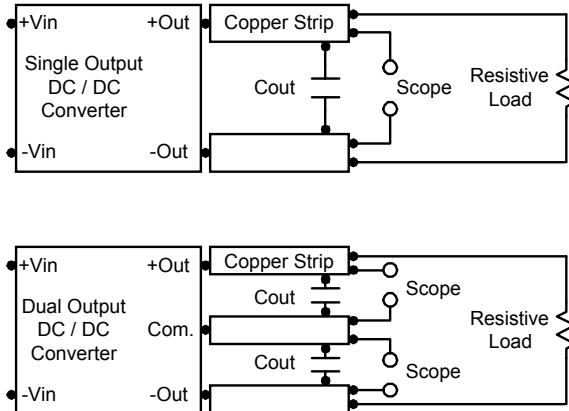 +Vin
+Out
Copper Strip
Single Output
DC / DC
Converter
Cout
Scope
Resistive
Load
-Vin
-Out
+Vin
+Out
Copper Strip
Cout
Scope
Dual Output
DC / DC
Converter
Com.
Resistive
Load
Cout
Scope
-Vin
-Out